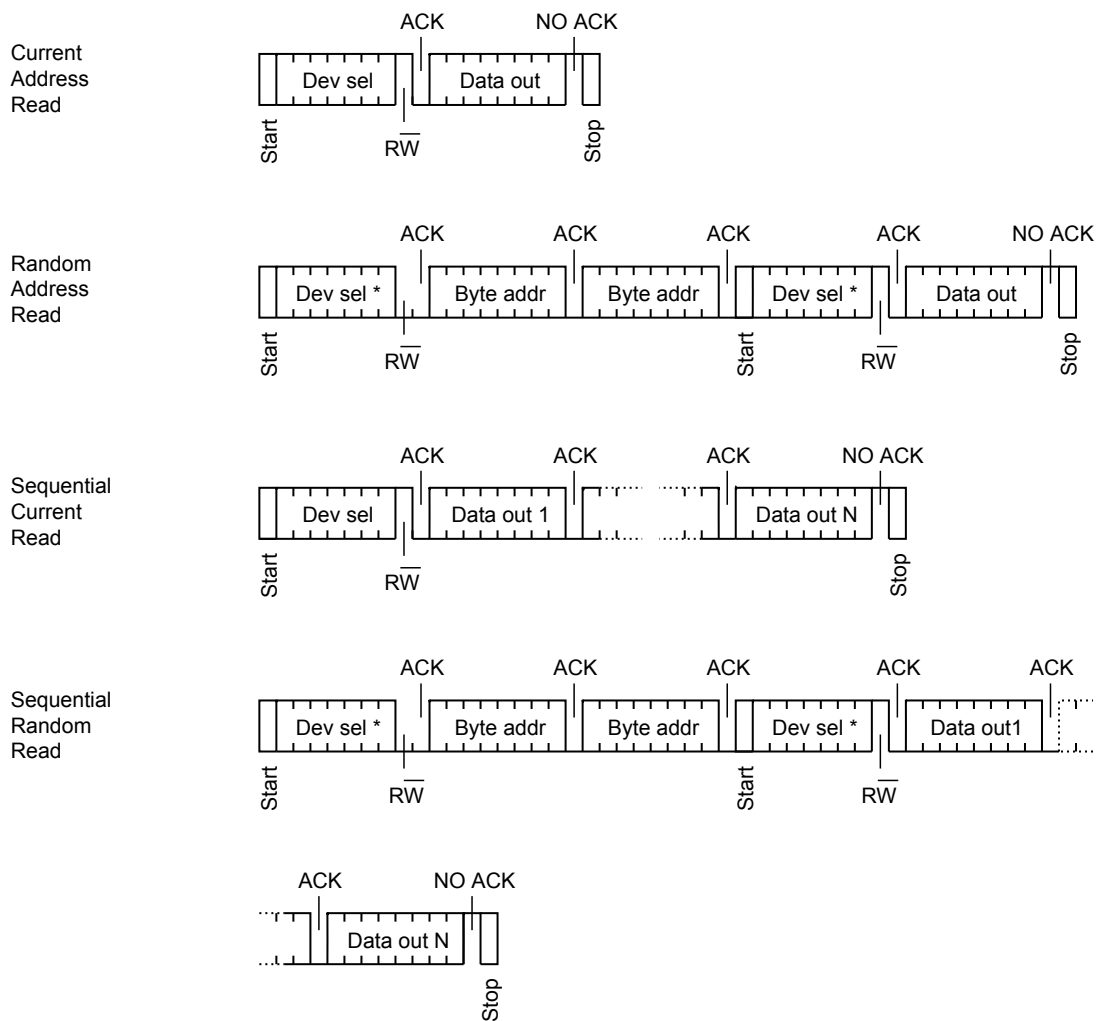 ACK NO ACK
Current
Address
Read
Dev sel Data out
Start RW̅ Stop
ACK ACK ACK ACK NO ACK
Random
Address
Read
Dev sel * Byte addr Byte addr Dev sel * Data out
Start RW̅ Start RW̅ Stop
ACK ACK ACK NO ACK
Sequential
Current
Read
Dev sel Data out 1 Data out N
Start RW̅ Stop
ACK ACK ACK ACK ACK
Sequential
Random
Read
Dev sel * Byte addr Byte addr Dev sel * Data out1
Start RW̅ Start RW̅
ACK NO ACK
Data out N
Stop